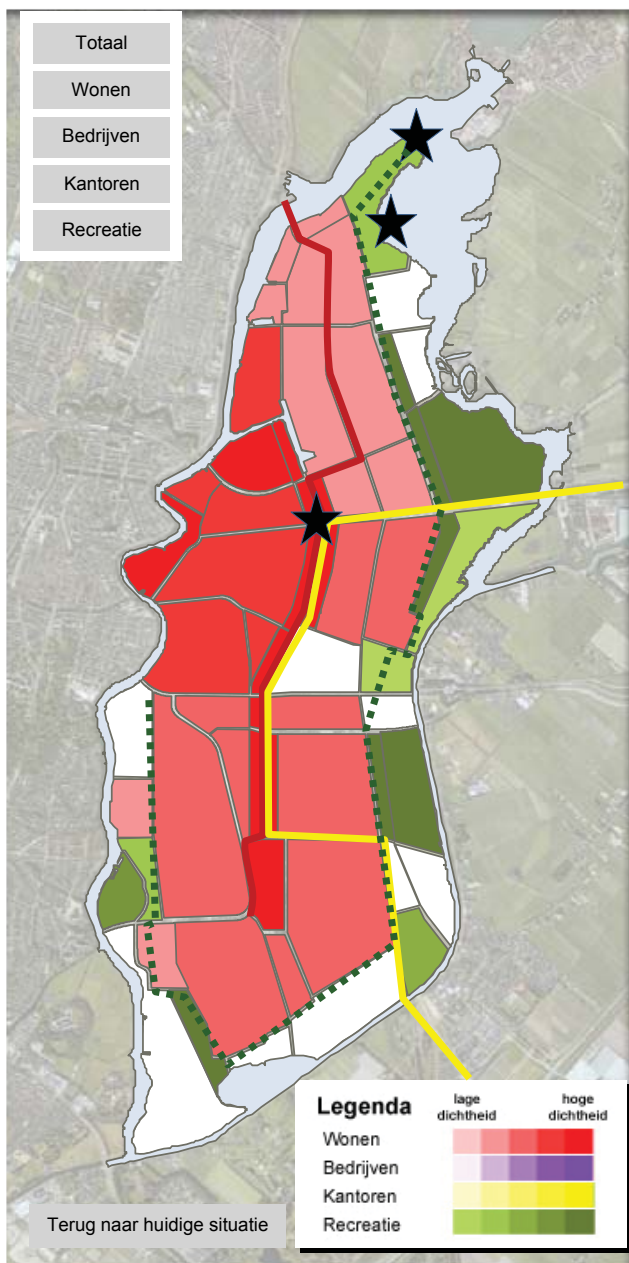 Totaal
Wonen
Bedrijven
Kantoren
Recreatie
Legenda
lage dichtheid
hoge dichtheid
Wonen
Bedrijven
Kantoren
Recreatie
Terug naar huidige situatie